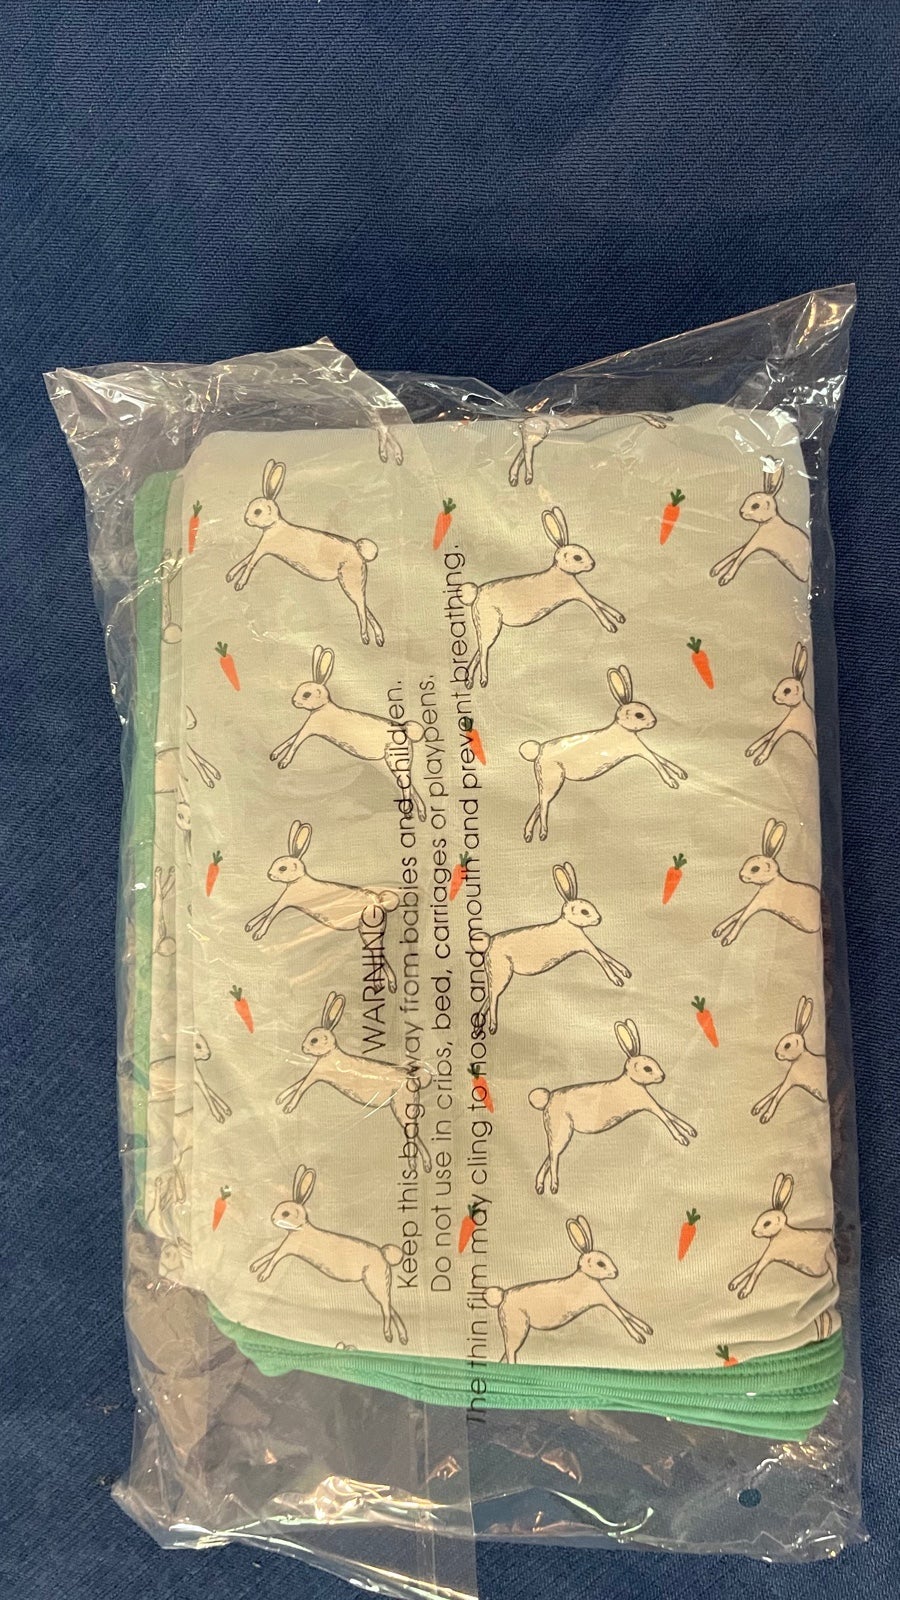 WARNING
Keep this bag away from babies and children.
Do not use in cribs, bed, carriages or playpens.
The thin film may cling to nose and mouth and prevent breathing.